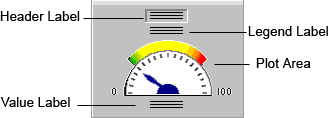 Header Label
Legend Label
Plot Area
0 100
Value Label